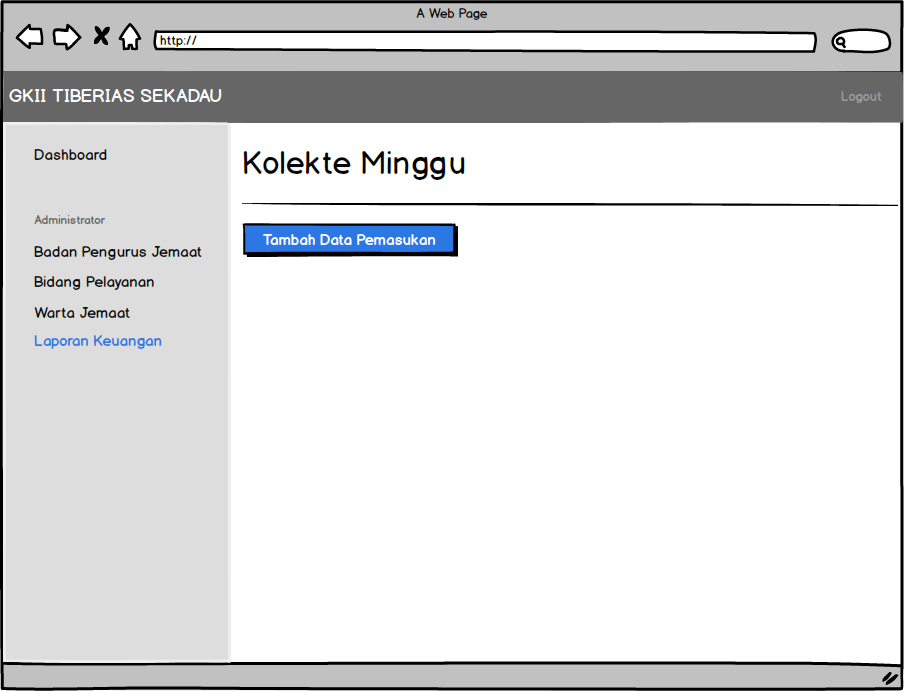 A Web Page
http://
GKII TIBERIAS SEKADAU
Logout
Dashboard
Administrator
Badan Pengurus Jemaat
Bidang Pelayanan
Warta Jemaat
Laporan Keuangan
Kolekte Minggu
Tambah Data Pemasukan